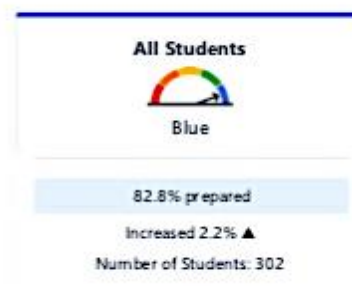 All Students
Blue
82.8% prepared
Increased 2.2% ▲
Number of Students: 302